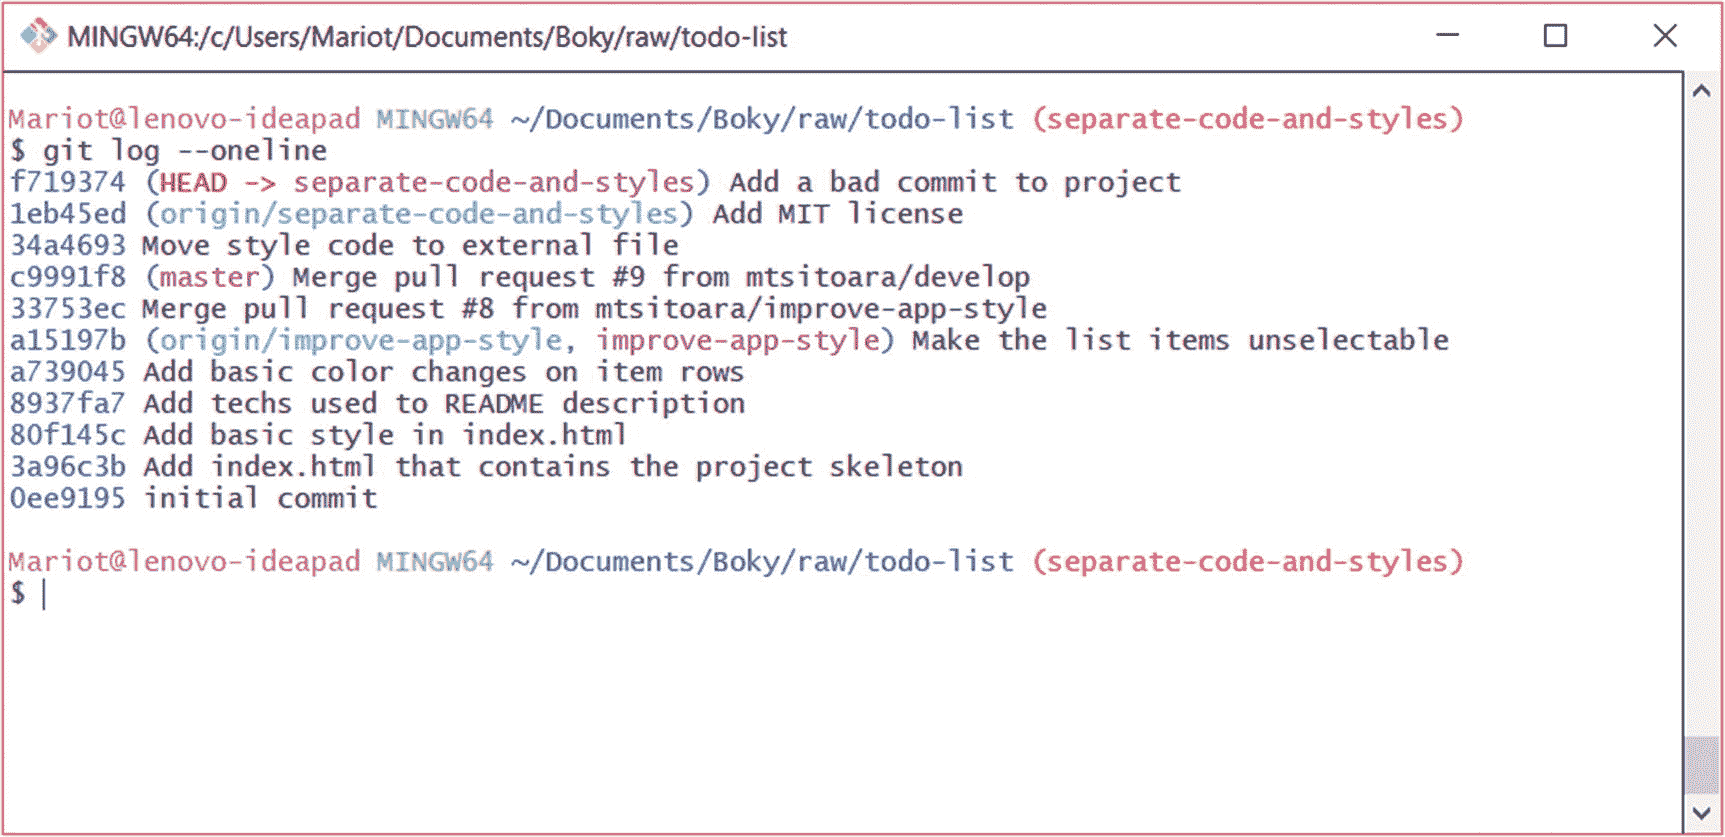 MINGW64:/c/Users/Mariot/Documents/Boky/raw/todo-list
Mariot@lenovo-ideapad MINGW64 ~/Documents/Boky/raw/todo-list (separate-code-and-styles)
$ git log --oneline
f719374 (HEAD -> separate-code-and-styles) Add a bad commit to project
1eb45ed (origin/separate-code-and-styles) Add MIT license
34a4693 Move style code to external file
c9991f8 (master) Merge pull request #9 from mtsitoara/develop
33753ec Merge pull request #8 from mtsitoara/improve-app-style
a15197b (origin/improve-app-style, improve-app-style) Make the list items unselectable
a739045 Add basic color changes on item rows
8937fa7 Add techs used to README description
80f145c Add basic style in index.html
3a96c3b Add index.html that contains the project skeleton
0ee9195 initial commit
Mariot@lenovo-ideapad MINGW64 ~/Documents/Boky/raw/todo-list (separate-code-and-styles)
$